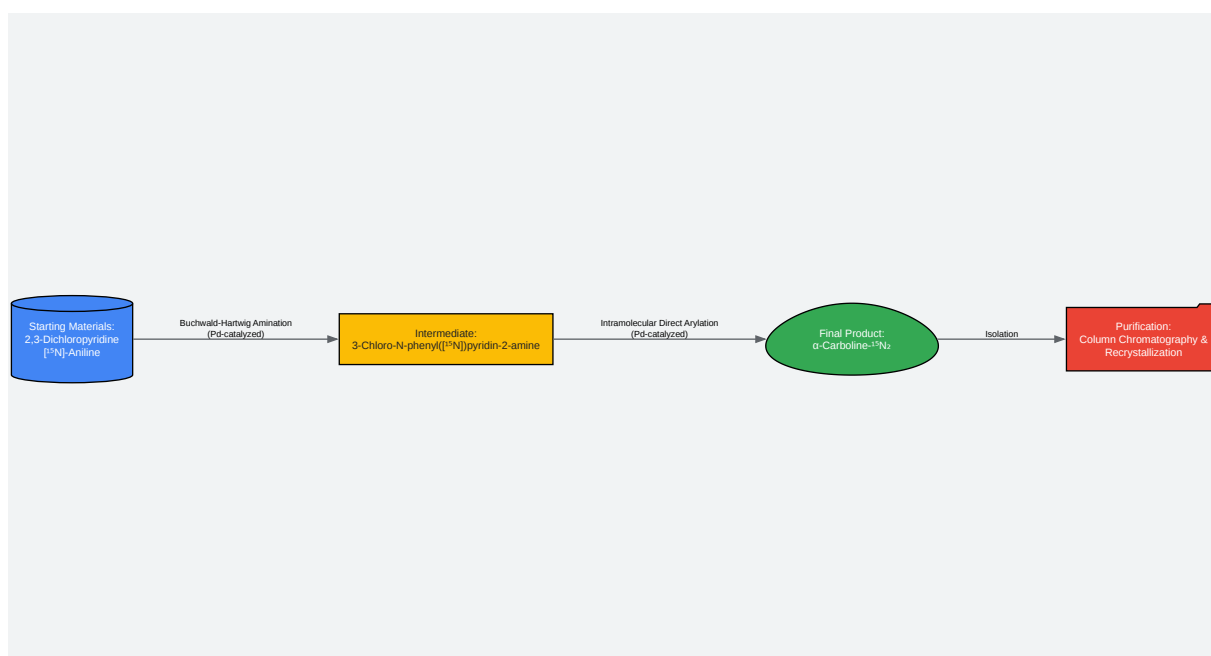 Starting Materials:
2,3-Dichloropyridine
[¹⁵N]-Aniline
Buchwald-Hartwig Amination
(Pd-catalyzed)
Intermediate:
3-Chloro-N-phenyl([¹⁵N])pyridin-2-amine
Intramolecular Direct Arylation
(Pd-catalyzed)
Final Product:
α-Carboline-¹⁵N₂
Isolation
Purification:
Column Chromatography &
Recrystallization